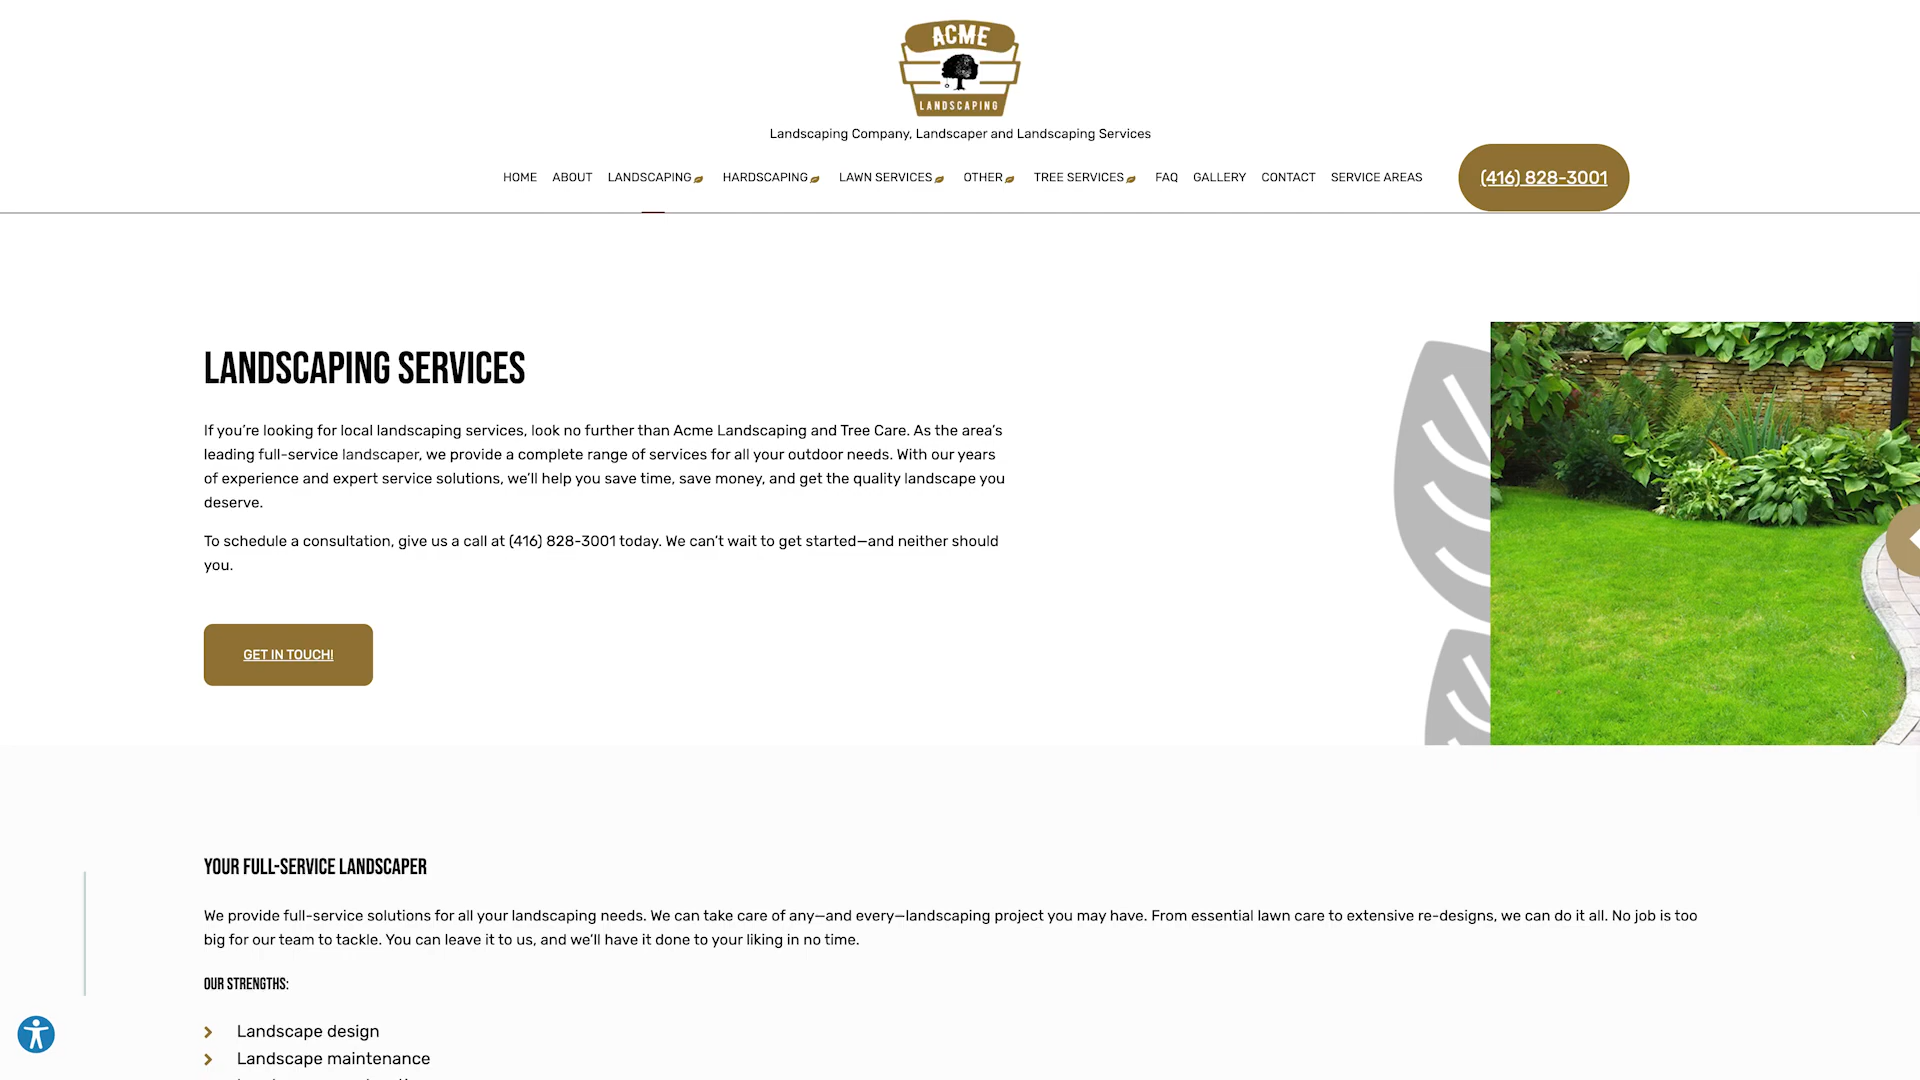 ACME
LANDSCAPING
Landscaping Company, Landscaper and Landscaping Services
HOME ABOUT LANDSCAPING HARDSCAPING LAWN SERVICES OTHER TREE SERVICES FAQ GALLERY CONTACT SERVICE AREAS (416) 828-3001
LANDSCAPING SERVICES
If you’re looking for local landscaping services, look no further than Acme Landscaping and Tree Care. As the area’s
leading full-service landscaper, we provide a complete range of services for all your outdoor needs. With our years
of experience and expert service solutions, we’ll help you save time, save money, and get the quality landscape you
deserve.
To schedule a consultation, give us a call at (416) 828-3001 today. We can’t wait to get started—and neither should
you.
GET IN TOUCH!
YOUR FULL-SERVICE LANDSCAPER
We provide full-service solutions for all your landscaping needs. We can take care of any—and every—landscaping project you may have. From essential lawn care to extensive re-designs, we can do it all. No job is too
big for our team to tackle. You can leave it to us, and we’ll have it done to your liking in no time.
OUR STRENGTHS:
Landscape design
Landscape maintenance